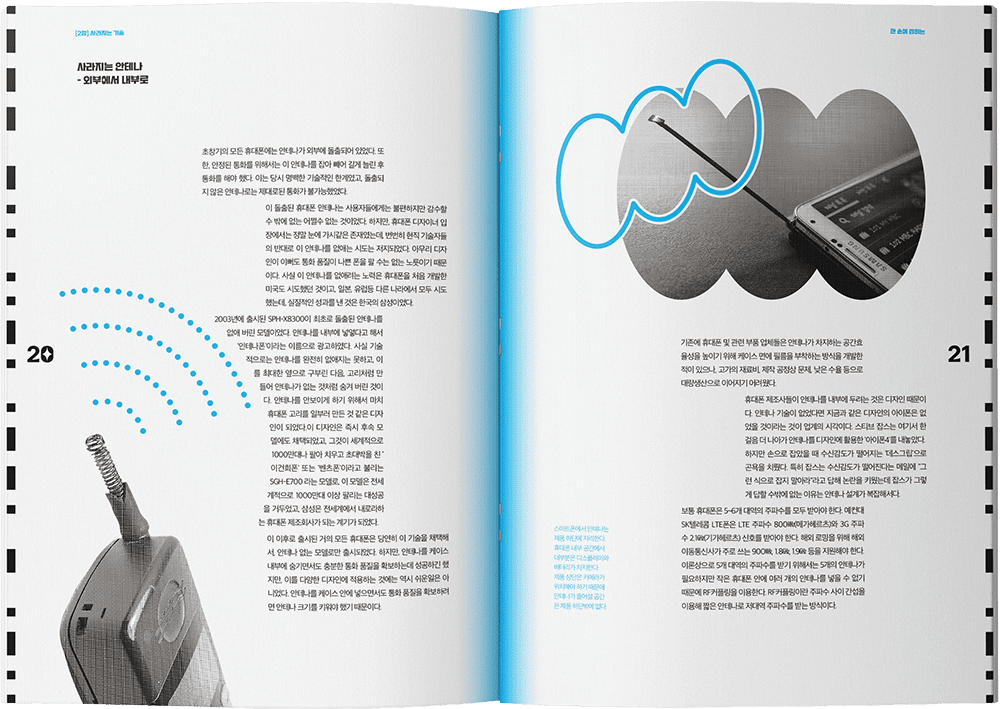 [2장] 사라지는 기술
사라지는 안테나
- 외부에서 내부로
초창기의 모든 휴대폰에는 안테나가 외부에 돌출되어 있었다. 또
한, 안정된 통화를 위해서는 이 안테나를 잡아 빼어 길게 늘린 후
통화를 해야 했다. 이는 당시 명백한 기술적인 한계였고, 돌출되
지 않은 안테나로는 제대로된 통화가 불가능했었다.
이 돌출된 휴대폰 안테나는 사용자들에게는 불편하지만 감수할
수 밖에 없는 어쩔수 없는 것이었다. 하지만, 휴대폰 디자이너 입
장에서는 정말 눈에 가시같은 존재였는데, 번번히 현직 기술자들
의 반대로 이 안테나를 없애는 시도는 저지되었다. 아무리 디자
인이 이뻐도 통화 품질이 나쁜 폰을 팔 수는 없는 노릇이기 때문
이다. 사실 이 안테나를 없애려는 노력은 휴대폰을 처음 개발한
미국도 시도했던 것이고, 일본, 유럽등 다른 나라에서 모두 시도
했는데, 실질적인 성과를 낸 것은 한국의 삼성이었다.
2003년에 출시된 SPH-X8300이 최초로 돌출된 안테나를
없애 버린 모델이었다. 안테나를 내부에 넣었다고 해서
'인테나폰'이라는 이름으로 광고하였다. 사실 기술
적으로는 안테나를 완전히 없애지는 못하고, 이
를 최대한 옆으로 구부린 다음, 고리처럼 만
들어 안테나가 없는 것처럼 숨겨 버린 것이
다. 안테나를 안보이게 하기 위해서 마치
휴대폰 고리를 일부러 만든 것 같은 디자
인이 되었다.이 디자인은 즉시 후속 모
델에도 채택되었고, 그것이 세계적으로
1000만대나 팔아 치우고 초대박을 친 '
이건희폰' 또는 '벤츠폰'이라고 불리는
SGH-E700 라는 모델로, 이 모델은 전세
계적으로 1000만대 이상 팔리는 대성공
을 거두었고, 삼성은 전세계에서 내로라하
는 휴대폰 제조회사가 되는 계기가 되었다.
이 이후로 출시된 거의 모든 휴대폰은 당연히 이 기술을 채택해
서, 안테나 없는 모델로만 출시되었다. 하지만, 안테나를 케이스
내부에 숨기면서도 충분한 통화 품질을 확보하는데 성공하긴 했
지만, 이를 다양한 디자인에 적용하는 것에는 역시 쉬운일은 아
니었다. 안테나를 케이스 안에 넣으면서도 통화 품질을 확보하려
면 안테나 크기를 키워야 했기 때문이다.
20
한 손에 잡히는
SAMSUNG
기존에 휴대폰 및 관련 부품 업체들은 안테나가 차지하는 공간효
율성을 높이기 위해 케이스 면에 필름을 부착하는 방식을 개발한
적이 있으나, 고가의 재료비, 제작 공정상 문제, 낮은 수율 등으로
대량생산으로 이어지기 어려웠다.
휴대폰 제조사들이 안테나를 내부에 두려는 것은 디자인 때문이
다. 안테나 기술이 없었다면 지금과 같은 디자인의 아이폰은 없
었을 것이라는 것이 업계의 시각이다. 스티브 잡스는 여기서 한
걸음 더 나아가 안테나를 디자인에 활용한 '아이폰4'를 내놓았다.
하지만 손으로 잡았을 때 수신감도가 떨어지는 '데스그립'으로
곤욕을 치렀다. 특히 잡스는 수신감도가 떨어진다는 메일에 "그
런 식으로 잡지 말아라"라고 답해 논란을 키웠는데 잡스가 그렇
게 답할 수밖에 없는 이유는 안테나 설계가 복잡해서다.
보통 휴대폰은 5~6개 대역의 주파수를 모두 받아야 한다. 예컨대
SK텔레콤 LTE폰은 LTE 주파수 800㎒(메가헤르츠)와 3G 주파
수 2.1㎓(기가헤르츠) 신호를 받아야 한다. 해외 로밍을 위해 해외
이동통신사가 주로 쓰는 900㎒, 1.8㎓, 1.9㎓ 등을 지원해야 한다.
이론상으로 5개 대역의 주파수를 받기 위해서는 5개의 안테나가
필요하지만 작은 휴대폰 안에 여러 개의 안테나를 넣을 수 없기
때문에 RF커플링을 이용한다. RF커플링이란 주파수 사이 간섭을
이용해 짧은 안테나로 저대역 주파수를 받는 방식이다.
스마트폰에서 안테나는
제품 하단에 자리한다.
휴대폰 내부 공간에서
대부분은 디스플레이와
배터리가 차지한다.
제품 상단은 카메라가
위치해야 하기 때문에
안테나가 들어설 공간
은 제품 하단밖에 없다.
21